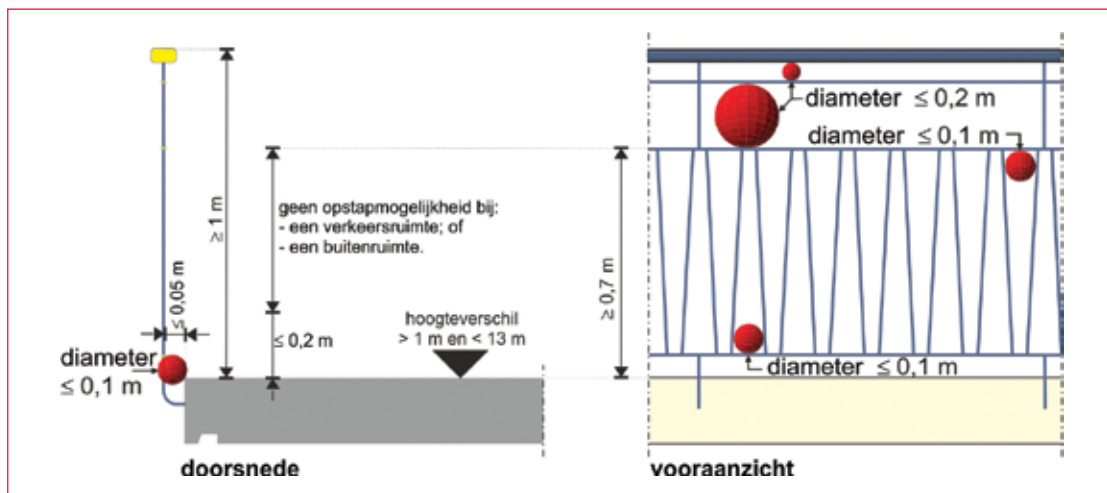 ≥ 1 m
≤ 0,05 m
diameter
≤ 0,1 m
geen opstapmogelijkheid bij:
- een verkeersruimte; of
- een buitenruimte.
≤ 0,2 m
hoogteverschil
> 1 m en < 13 m
doorsnede
diameter ≤ 0,2 m
diameter ≤ 0,1 m
≥ 0,7 m
diameter ≤ 0,1 m
vooraanzicht